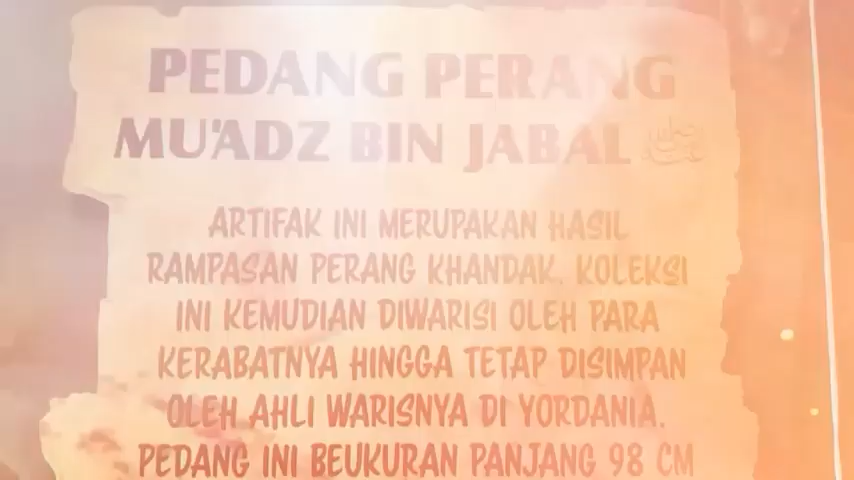 PEDANG PERANG
MU'ADZ BIN JABAL
ARTIFAK INI MERUPAKAN HASIL
RAMPASAN PERANG KHANDAK. KOLEKSI
INI KEMUDIAN DIWARISI OLEH PARA
KERABATNYA HINGGA TETAP DISIMPAN
OLEH AHLI WARISNYA DI YORDANIA.
PEDANG INI BEUKURAN PANJANG 98 CM